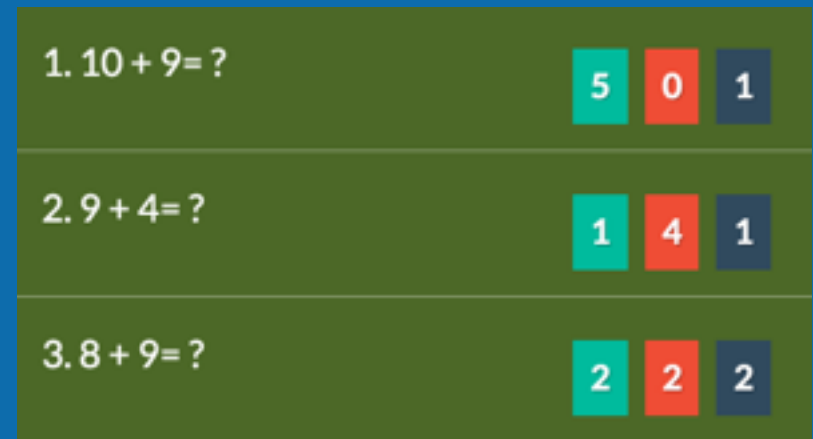 1. 10 + 9= ? 5 0 1
2. 9 + 4= ? 1 4 1
3. 8 + 9= ? 2 2 2